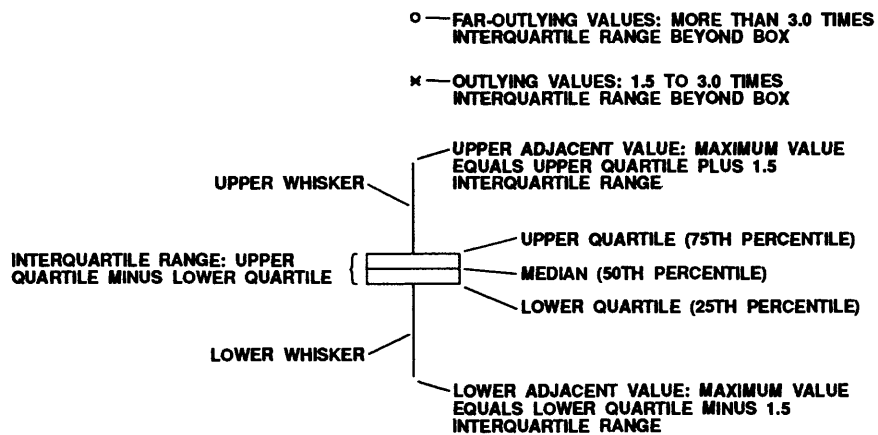 FAR-OUTLYING VALUES: MORE THAN 3.0 TIMES
INTERQUARTILE RANGE BEYOND BOX
OUTLYING VALUES: 1.5 TO 3.0 TIMES
INTERQUARTILE RANGE BEYOND BOX
UPPER ADJACENT VALUE: MAXIMUM VALUE
EQUALS UPPER QUARTILE PLUS 1.5
INTERQUARTILE RANGE
UPPER WHISKER
UPPER QUARTILE (75TH PERCENTILE)
INTERQUARTILE RANGE: UPPER
QUARTILE MINUS LOWER QUARTILE
MEDIAN (50TH PERCENTILE)
LOWER QUARTILE (25TH PERCENTILE)
LOWER WHISKER
LOWER ADJACENT VALUE: MAXIMUM VALUE
EQUALS LOWER QUARTILE MINUS 1.5
INTERQUARTILE RANGE